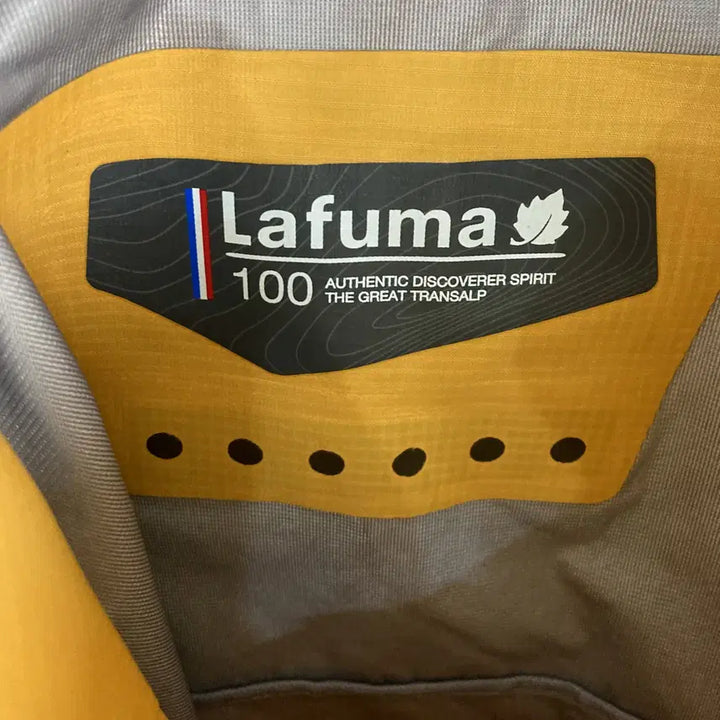 Lafuma
100 AUTHENTIC DISCOVERER SPIRIT
THE GREAT TRANSALP